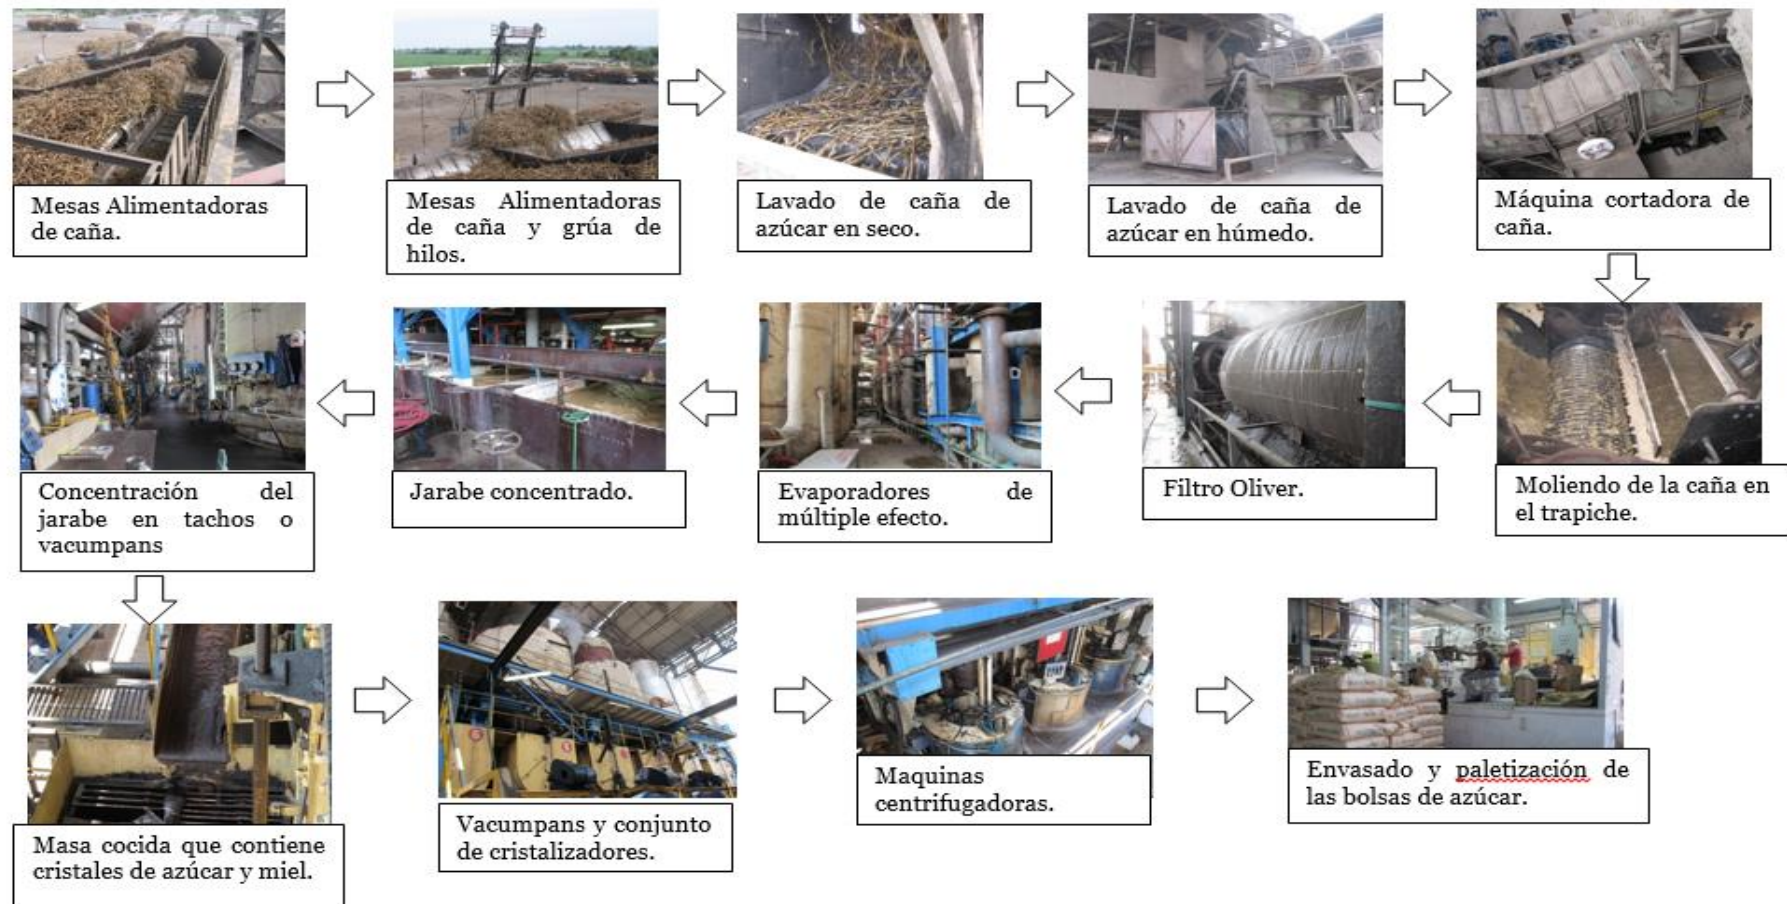 Mesas Alimentadoras
de caña.
Mesas Alimentadoras
de caña y grúa de
hilos.
Lavado de caña de
azúcar en seco.
Lavado de caña de
azúcar en húmedo.
Máquina cortadora de
caña.
Concentración del
jarabe en tachos o
vacumpans
Jarabe concentrado.
Evaporadores de
múltiple efecto.
Filtro Oliver.
Moliendo de la caña en
el trapiche.
Masa cocida que contiene
cristales de azúcar y miel.
Vacumpans y conjunto
de cristalizadores.
Maquinas
centrifugadoras.
Envasado y paletización de
las bolsas de azúcar.